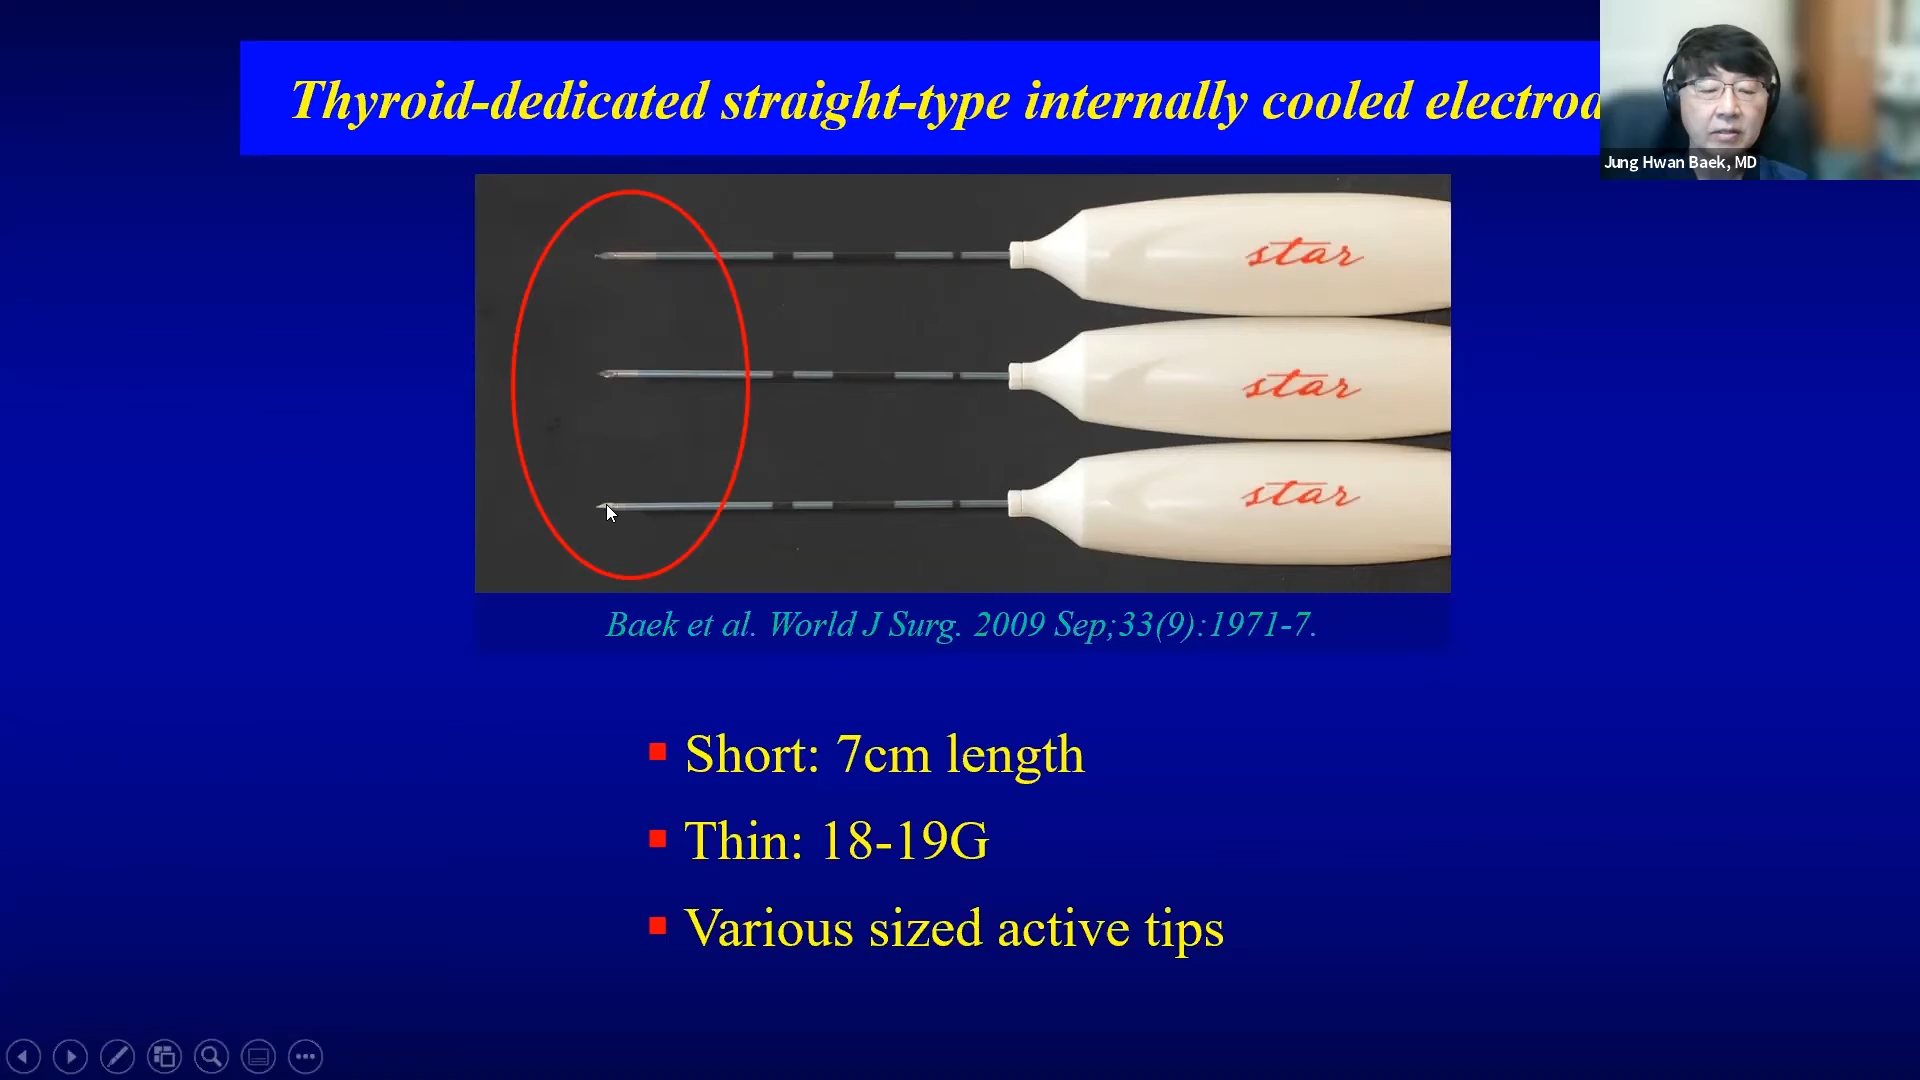 Thyroid-dedicated straight-type internally cooled electrod
Jung Hwan Baek, MD
star
star
star
Baek et al. World J Surg. 2009 Sep;33(9):1971-7.
Short: 7cm length
Thin: 18-19G
Various sized active tips